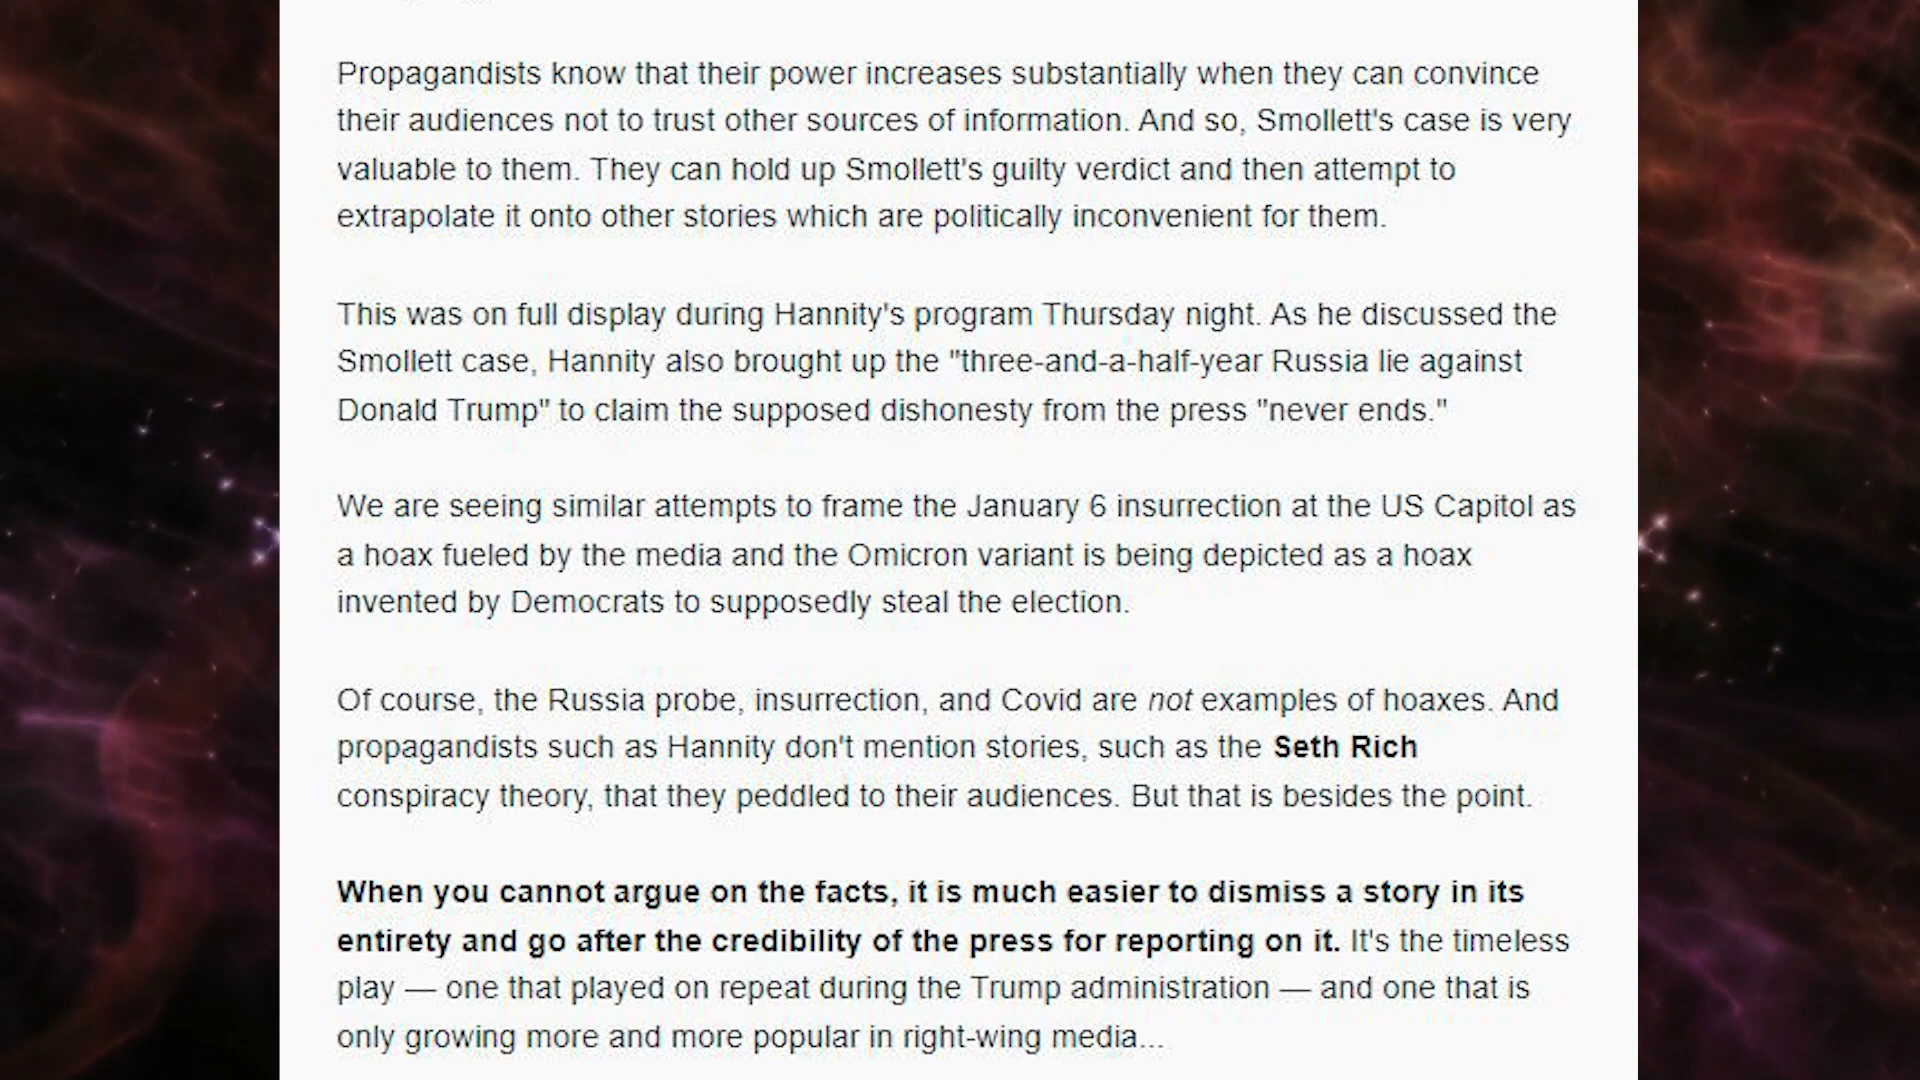 Propagandists know that their power increases substantially when they can convince
their audiences not to trust other sources of information. And so, Smollett's case is very
valuable to them. They can hold up Smollett's guilty verdict and then attempt to
extrapolate it onto other stories which are politically inconvenient for them.
This was on full display during Hannity's program Thursday night. As he discussed the
Smollett case, Hannity also brought up the "three-and-a-half-year Russia lie against
Donald Trump" to claim the supposed dishonesty from the press "never ends."
We are seeing similar attempts to frame the January 6 insurrection at the US Capitol as
a hoax fueled by the media and the Omicron variant is being depicted as a hoax
invented by Democrats to supposedly steal the election.
Of course, the Russia probe, insurrection, and Covid are not examples of hoaxes. And
propagandists such as Hannity don't mention stories, such as the Seth Rich
conspiracy theory, that they peddled to their audiences. But that is besides the point.
When you cannot argue on the facts, it is much easier to dismiss a story in its
entirety and go after the credibility of the press for reporting on it. It's the timeless
play — one that played on repeat during the Trump administration — and one that is
only growing more and more popular in right-wing media...